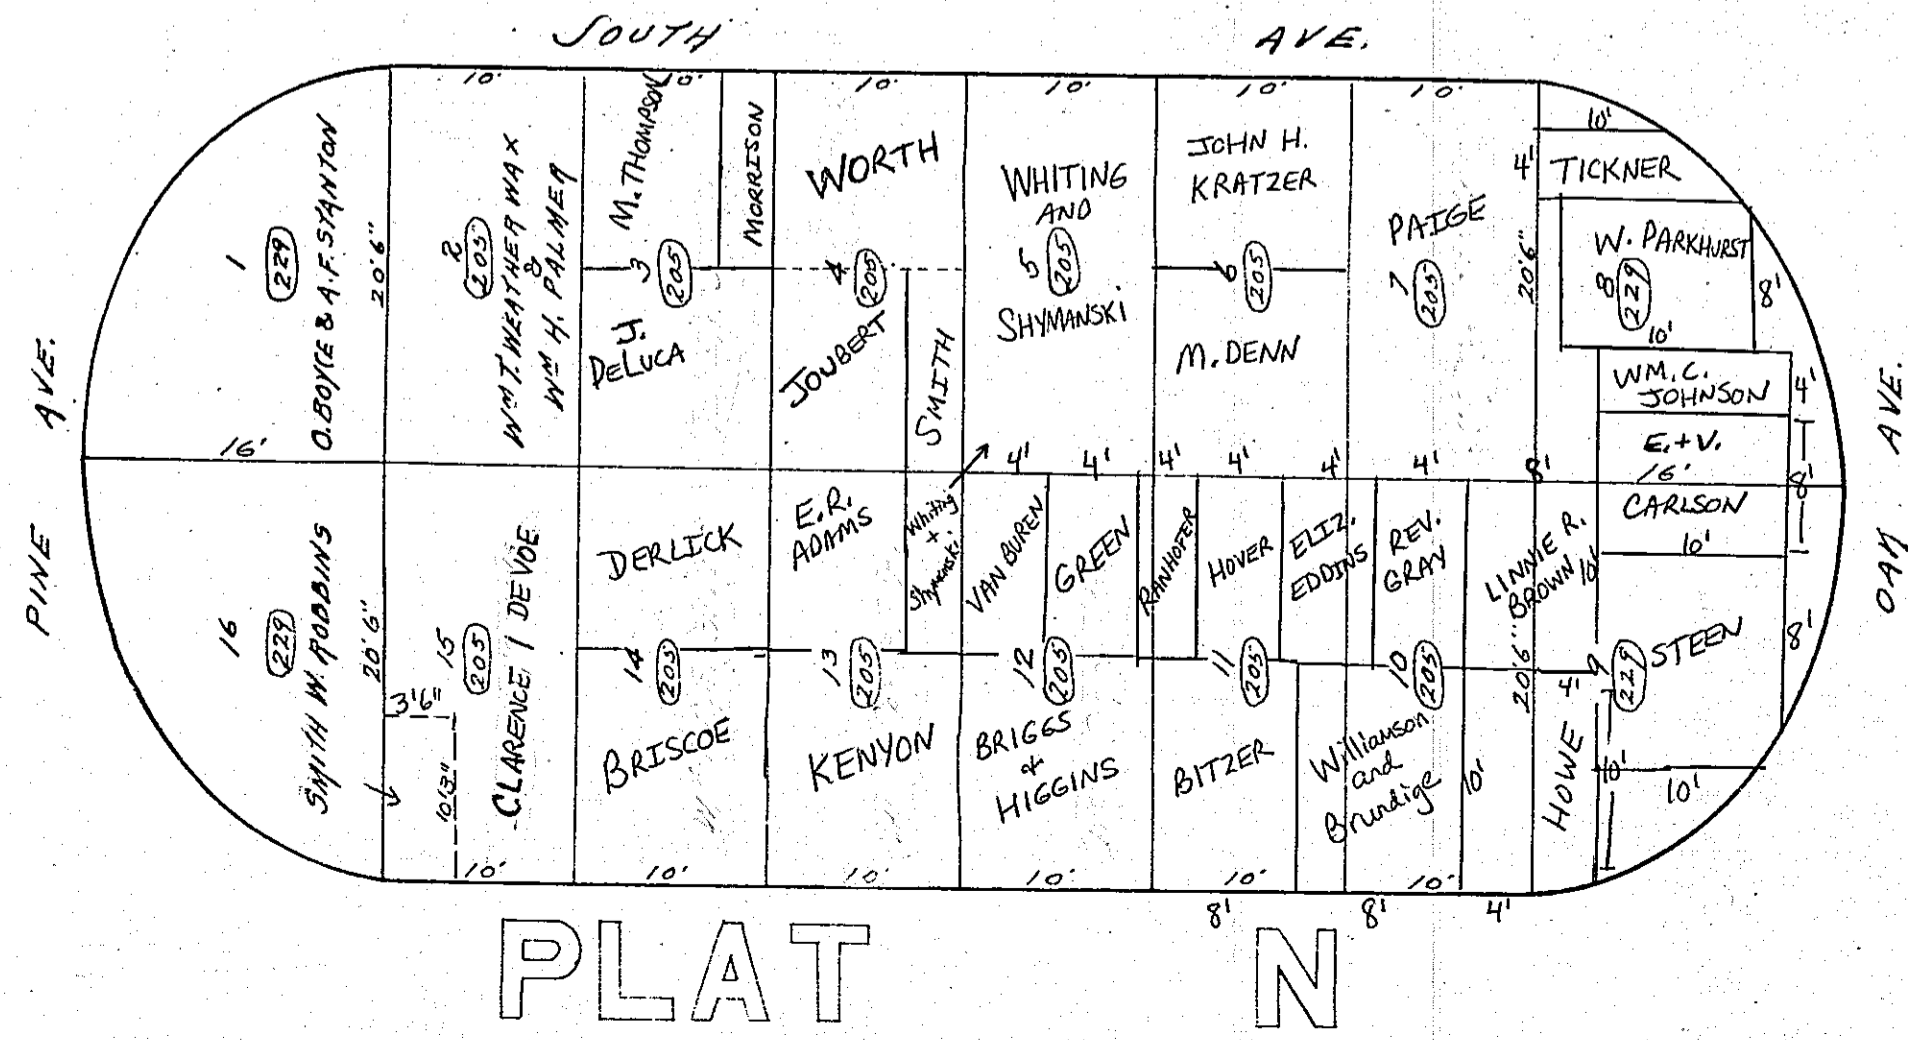 SOUTH AVE.
PINE AVE.
OAK AVE.
1
229
O. BOYCE & A. F. STANTON
20'6"
16'
10'
2
205
WM T. WEATHERWAX
&
WM H. PALMER
10'
M. THOMPSON
MORRISON
3
205
J.
DELUCA
10'
WORTH
4
205
JOUBERT
SMITH
10'
WHITING
AND
5
205
SHYMANSKI
10'
JOHN H.
KRATZER
6
205
M. DENN
10'
PAIGE
7
205
20'6"
10'
4'
TICKNER
W. PARKHURST
8
229
10'
8'
WM. C.
JOHNSON
4'
E. + V.
16'
8'
CARLSON
10'
16
229
SMITH W. ROBBINS
20'6"
3'6"
10'3"
15
205
CLARENCE I DEVOE
10'
DERLICK
14
205
BRISCOE
10'
E.R.
ADAMS
Whiting
+
Shymanski
13
205
KENYON
10'
4'
4'
VAN BUREN
GREEN
12
205
BRIGGS
&
HIGGINS
10'
4'
4'
4'
RANHOFER
HOVER
ELIZ.
EDDINS
11
205
BITZER
10'
8'
4'
REV.
GRAY
10
205
Williamson
and
Brundige
10'
10'
8'
4'
8'
LINNIE R.
BROWN
10'
20'6"
4'
HOWE
9
229
STEEN
8'
10'
10'
PLAT N